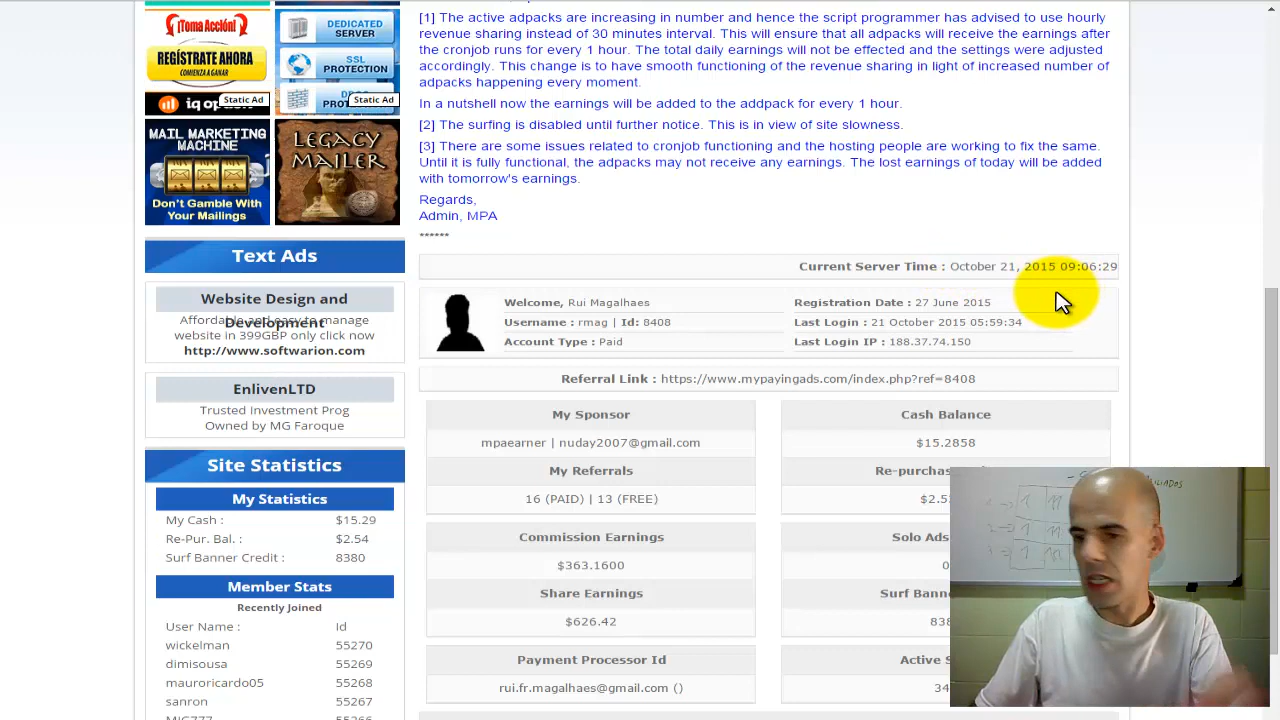 [1] The active adpacks are increasing in number and hence the script programmer has advised to use hourly
revenue sharing instead of 30 minutes interval. This will ensure that all adpacks will receive the earnings after
the cronjob runs for every 1 hour. The total daily earnings will not be effected and the settings were adjusted
accordingly. This change is to have smooth functioning of the revenue sharing in light of increased number of
adpacks happening every moment.
In a nutshell now the earnings will be added to the addpack for every 1 hour.
[2] The surfing is disabled until further notice. This is in view of site slowness.
[3] There are some issues related to cronjob functioning and the hosting people are working to fix the same.
Until it is fully functional, the adpacks may not receive any earnings. The lost earnings of today will be added
with tomorrow's earnings.
Regards,
Admin, MPA
******
¡Toma Acción!
REGÍSTRATE AHORA
COMIENZA A GANAR
iq
Static Ad
DEDICATED
SERVER
SSL
PROTECTION
Static Ad
MAIL MARKETING
MACHINE
Don't Gamble With
Your Mailings
LEGACY
MAILER
Text Ads
Website Design and
Development
Affordable and easy to manage
website in 399GBP only click now
http://www.softwarion.com
EnlivenLTD
Trusted Investment Prog
Owned by MG Faroque
Site Statistics
My Statistics
My Cash : $15.29
Re-Pur. Bal. : $2.54
Surf Banner Credit : 8380
Member Stats
Recently Joined
User Name : Id
wickelman 55270
dimisousa 55269
mauroricardo05 55268
sanron 55267
Current Server Time : October 21, 2015 09:06:29
Welcome, Rui Magalhaes
Username : rmag | Id: 8408
Account Type : Paid
Registration Date : 27 June 2015
Last Login : 21 October 2015 05:59:34
Last Login IP : 188.37.74.150
Referral Link : https://www.mypayingads.com/index.php?ref=8408
My Sponsor
mpaearner | nuday2007@gmail.com
My Referrals
16 (PAID) | 13 (FREE)
Cash Balance
$15.2858
Commission Earnings
$363.1600
Share Earnings
$626.42
Solo Ads
Payment Processor Id
rui.fr.magalhaes@gmail.com ()
Active